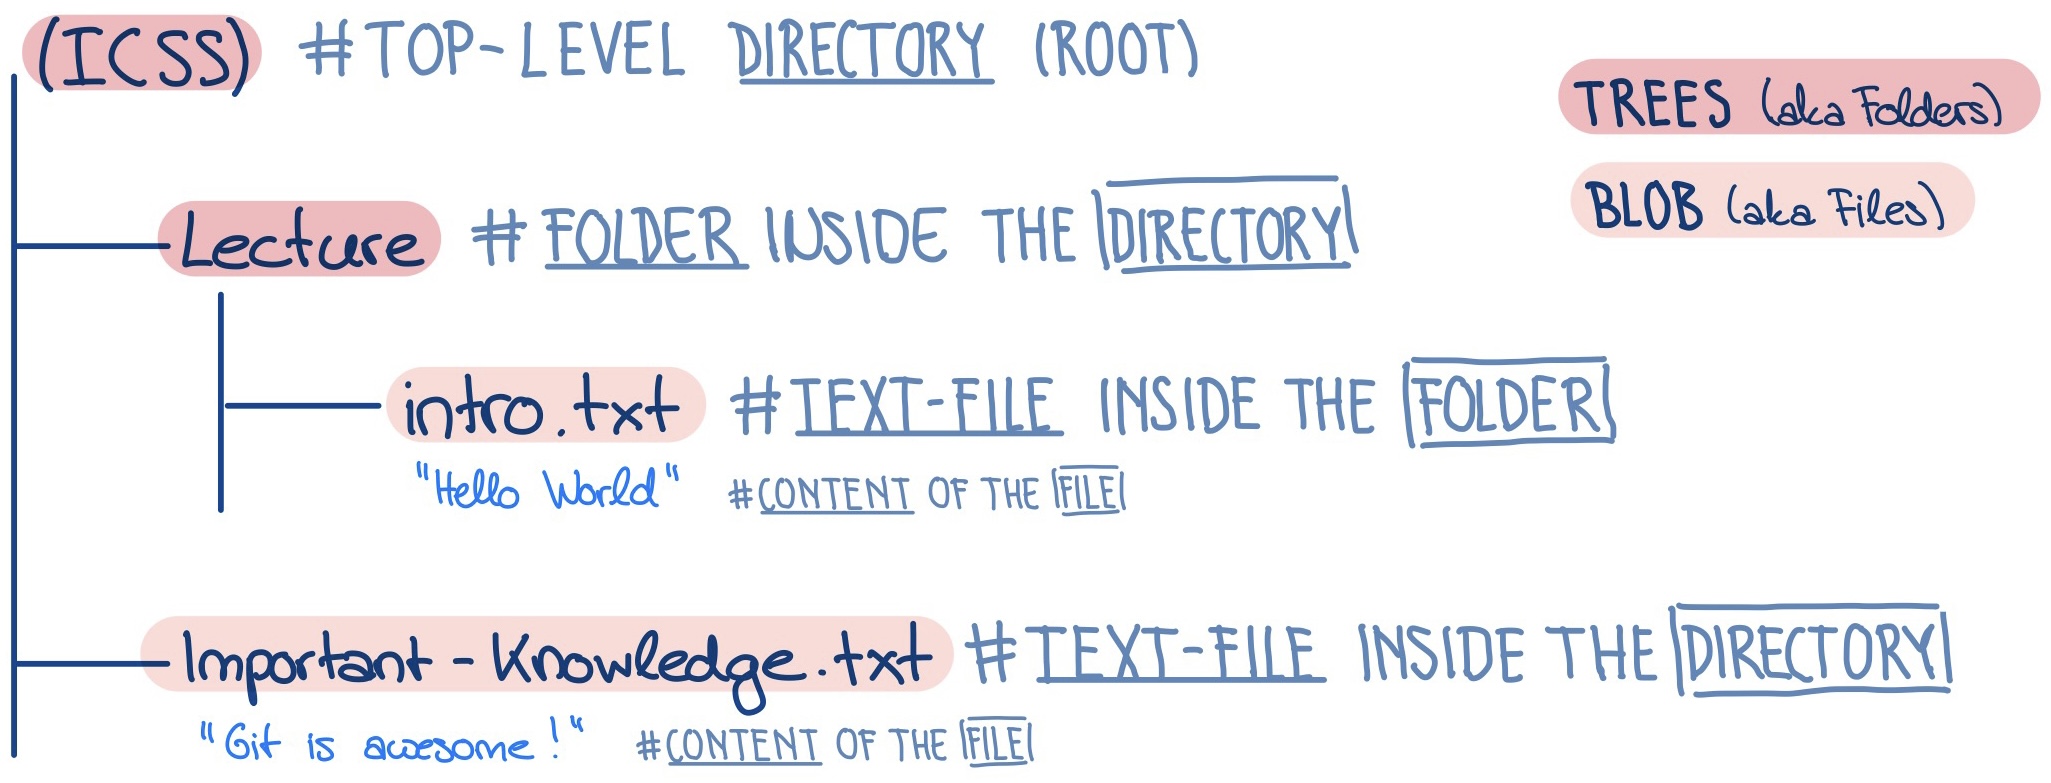 (ICSS) # TOP-LEVEL DIRECTORY (ROOT)
TREES (aka Folders)
BLOB (aka Files)
Lecture # FOLDER INSIDE THE DIRECTORY
intro.txt # TEXT-FILE INSIDE THE FOLDER
"Hello World" # CONTENT OF THE FILE
Important-Knowledge.txt # TEXT-FILE INSIDE THE DIRECTORY
"Git is awesome!" # CONTENT OF THE FILE